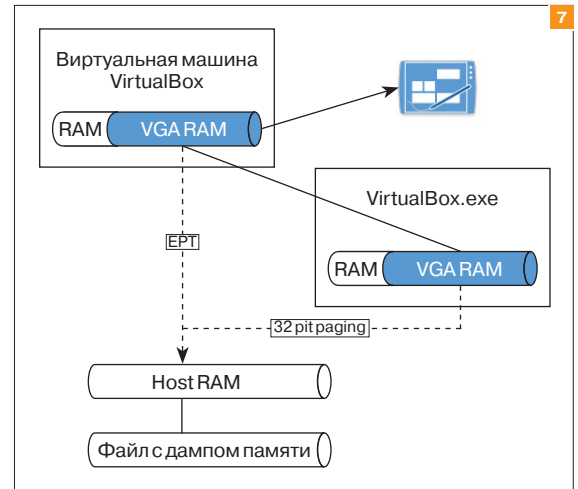 7
Виртуальная машина
VirtualBox
RAM
VGA RAM
VirtualBox.exe
EPT
RAM
VGA RAM
32 pit paging
Host RAM
Файл с дампом памяти